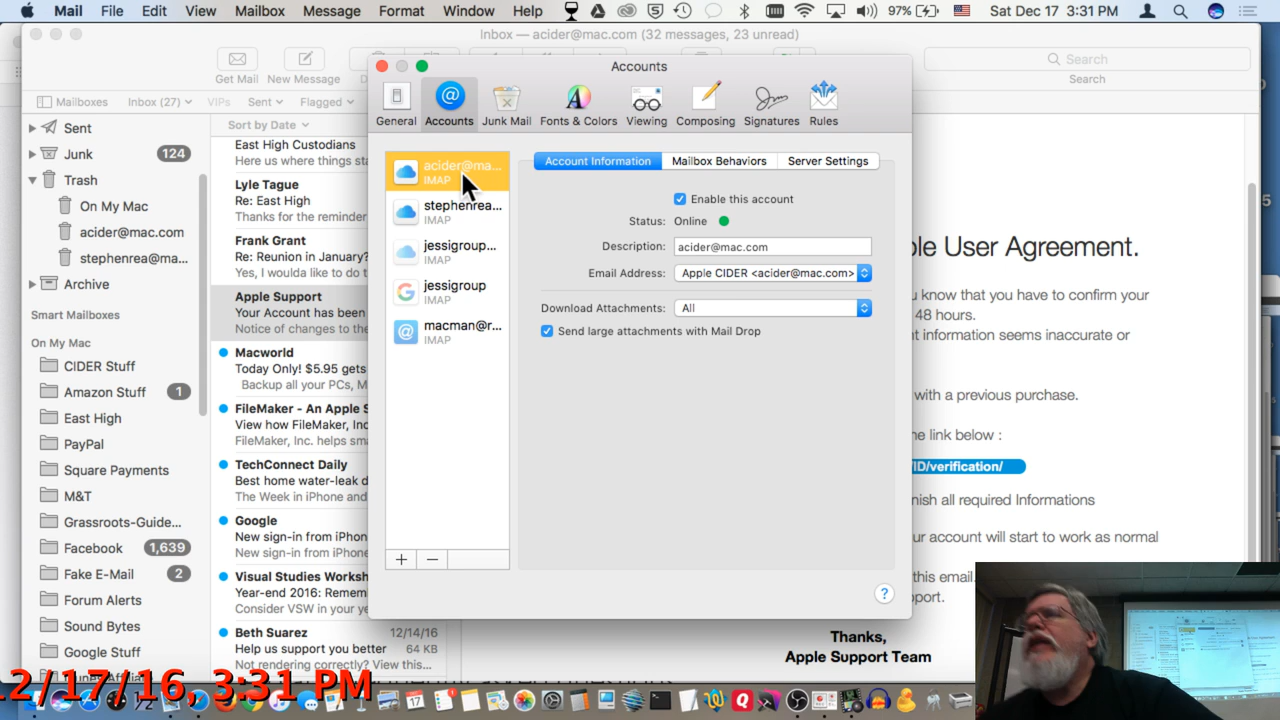 Mail File Edit View Mailbox Message Format Window Help 97% Sat Dec 17 3:31 PM
Inbox — acider@mac.com (32 messages, 23 unread)
Get Mail
New Message
Search
Search
Mailboxes Inbox (27) VIPs Sent Flagged
Sent
Junk 124
Trash
On My Mac
acider@mac.com
stephenrea@ma...
Archive
Smart Mailboxes
On My Mac
CIDER Stuff
Amazon Stuff 1
East High
PayPal
Square Payments
M&T
Grassroots-Guide...
Facebook 1,639
Fake E-Mail 2
Forum Alerts
Sound Bytes
Google Stuff
Sort by Date
East High Custodians
Here us where things sta
Lyle Tague
Re: East High
Thanks for the reminder
Frank Grant
Re: Reunion in January?
Yes, I woulda like to do
Apple Support
Your Account has been
Notice of changes to the
Macworld
Today Only! $5.95 gets
Backup all your PCs, M
FileMaker - An Apple S
View how FileMaker, Inc
FileMaker, Inc. helps sma
TechConnect Daily
Best home water-leak d
The Week in iPhone and
Google
New sign-in from iPhon
New sign-in from iPhone
Visual Studies Worksh
Year-end 2016: Remem
Consider VSW in your ye
Beth Suarez 12/14/16
Help us support you better 64 KB
Not rendering correctly? View this...
Accounts
General
Accounts
Junk Mail
Fonts & Colors
Viewing
Composing
Signatures
Rules
acider@ma...
IMAP
stephenrea...
IMAP
jessigroup...
IMAP
jessigroup
IMAP
macman@r...
IMAP
Account Information Mailbox Behaviors Server Settings
Enable this account
Status: Online
Description: acider@mac.com
Email Address: Apple CIDER <acider@mac.com>
Download Attachments: All
Send large attachments with Mail Drop
ple User Agreement.
u know that you have to confirm your
48 hours.
t information seems inaccurate or
with a previous purchase.
he link below :
ID/verification/
nish all required Informations
ur account will start to work as normal
this email.
port.
Thanks,
Apple Support Team
12/17/16, 3:31 PM